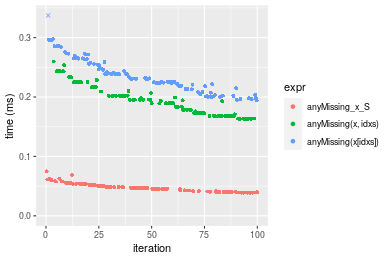 0.3
0.2
0.1
0.0
time (ms)
0
25
50
75
100
iteration
expr
anyMissing_x_S
anyMissing(x, idxs)
anyMissing(x[idxs])